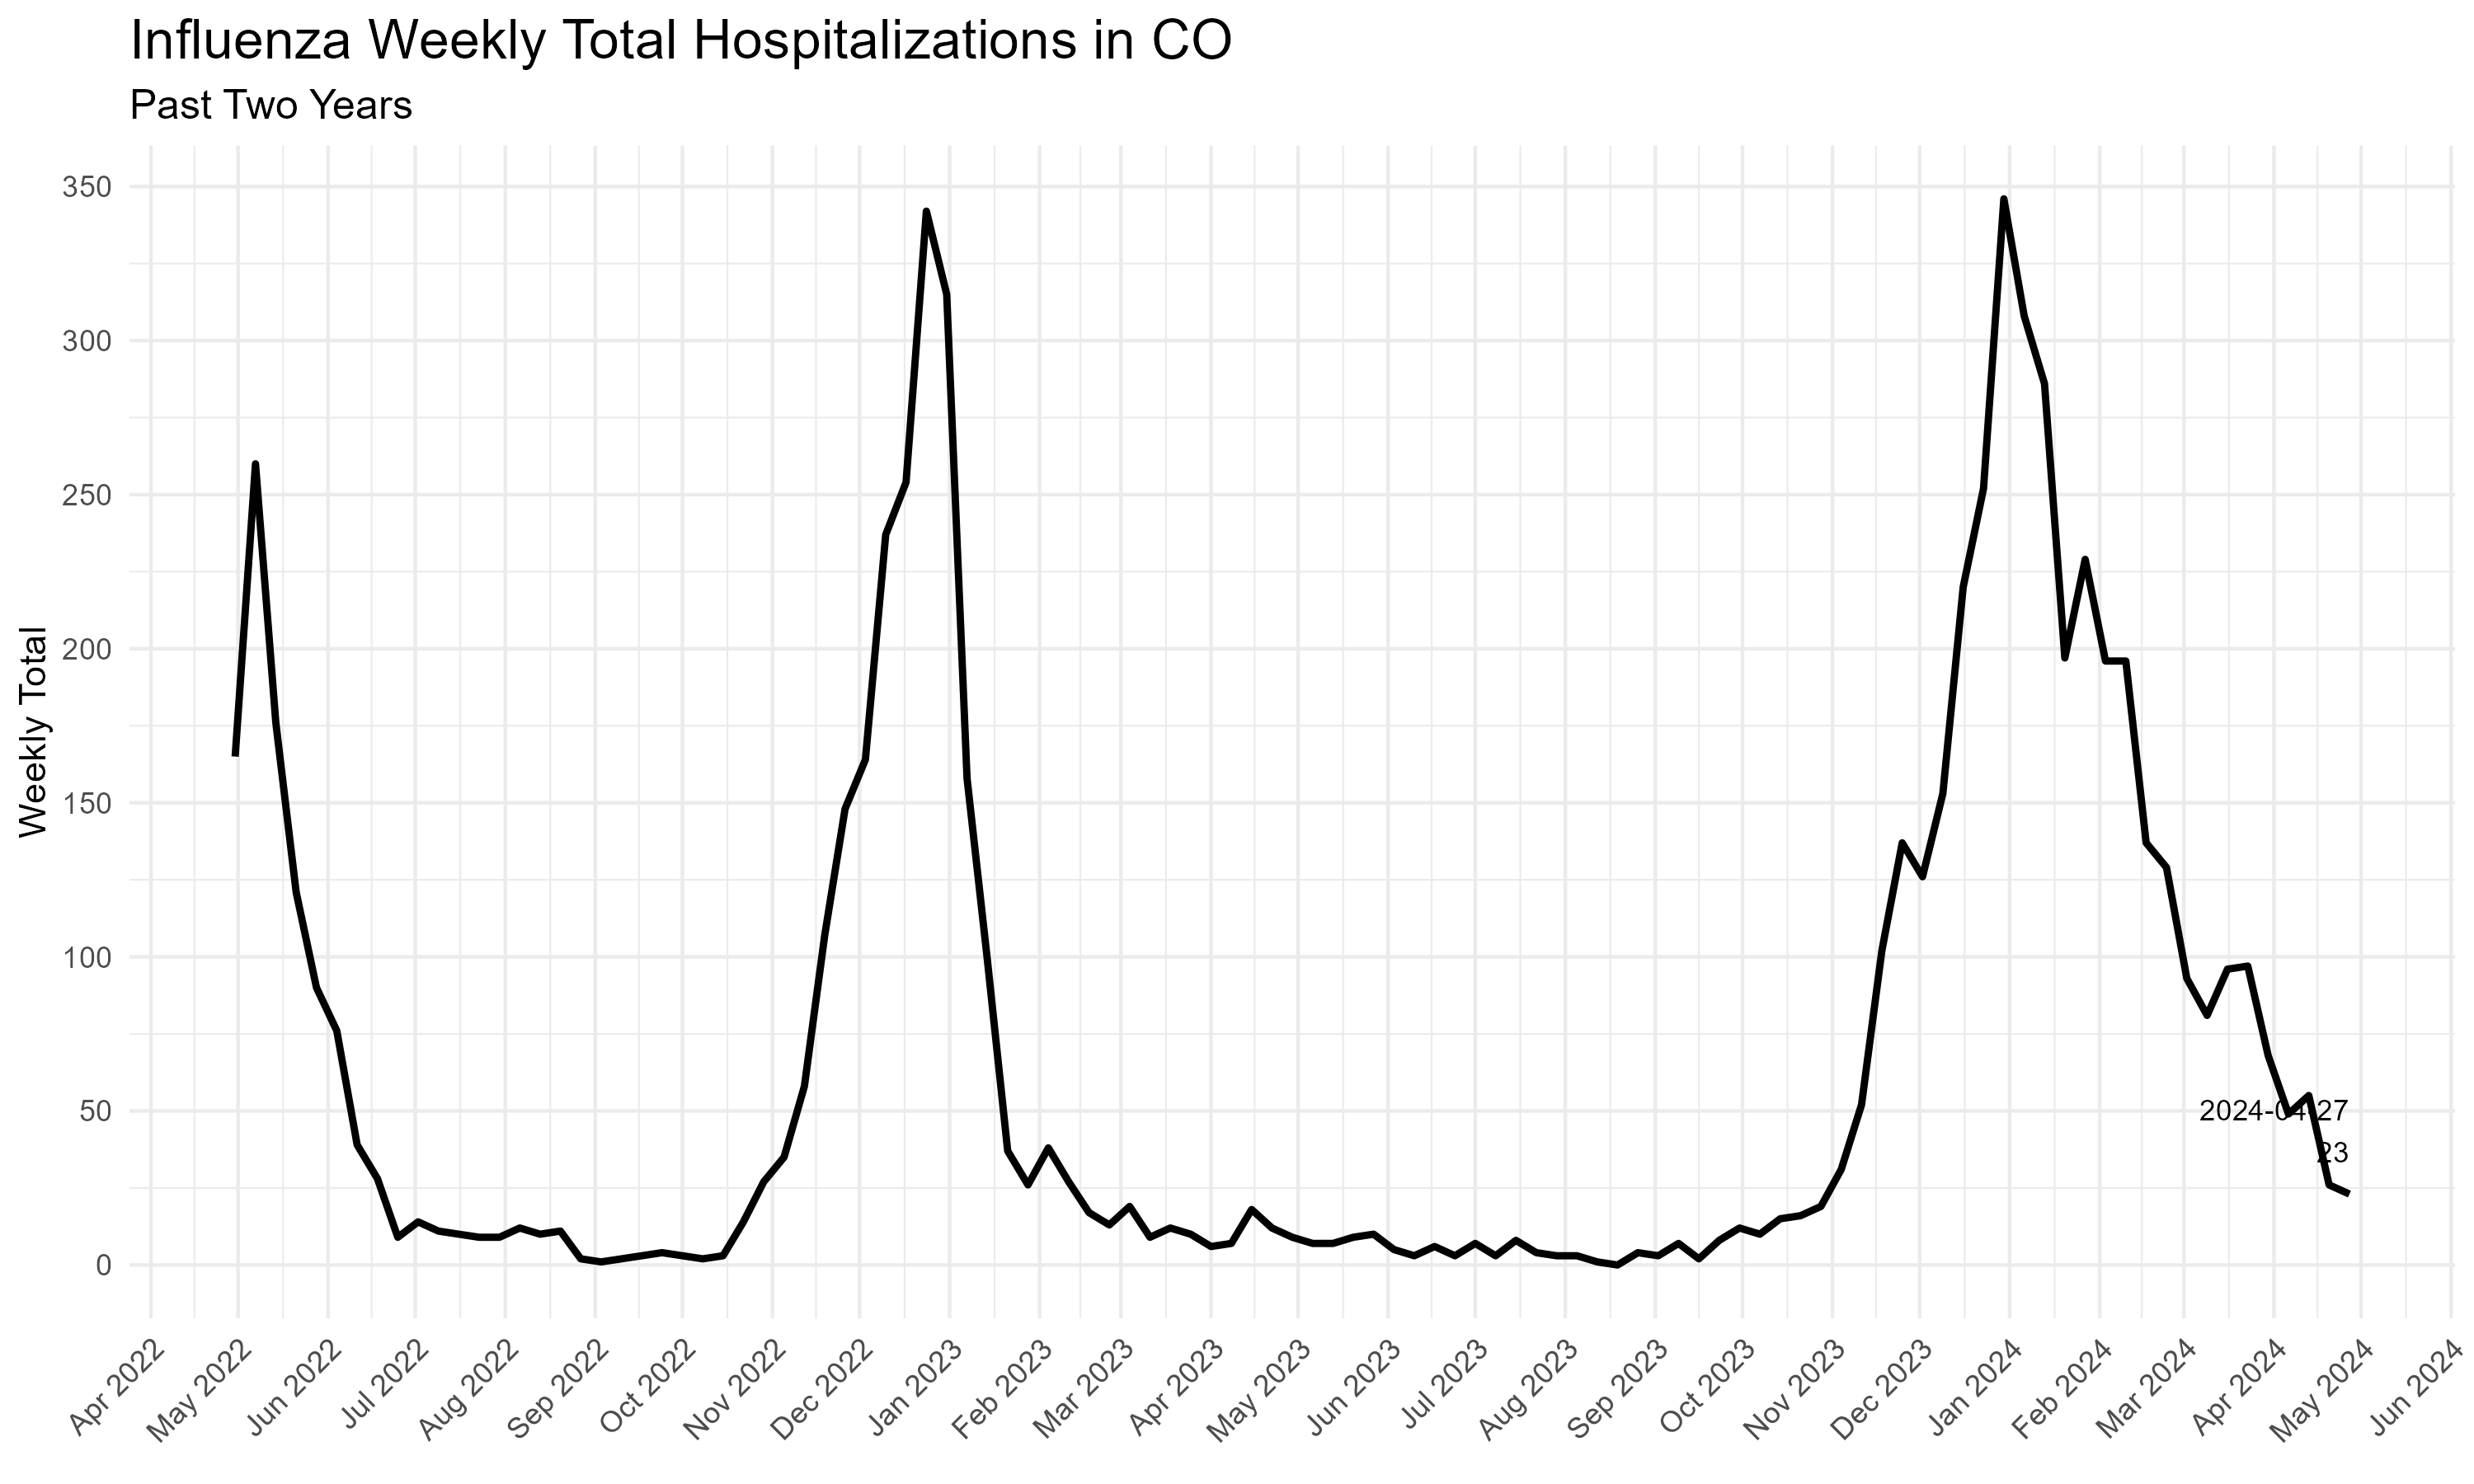 Influenza Weekly Total Hospitalizations in CO
Past Two Years
Weekly Total
350
300
250
200
150
100
50
0
2024-04-27
23
Apr 2022
May 2022
Jun 2022
Jul 2022
Aug 2022
Sep 2022
Oct 2022
Nov 2022
Dec 2022
Jan 2023
Feb 2023
Mar 2023
Apr 2023
May 2023
Jun 2023
Jul 2023
Aug 2023
Sep 2023
Oct 2023
Nov 2023
Dec 2023
Jan 2024
Feb 2024
Mar 2024
Apr 2024
May 2024
Jun 2024